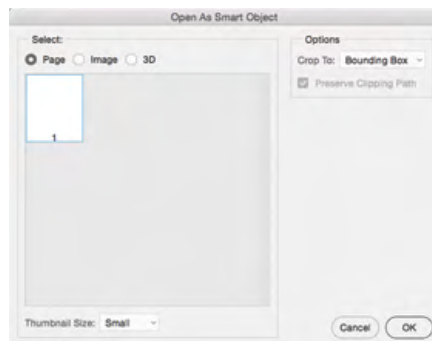 Open As Smart Object
Select:
Page Image 3D
1
Thumbnail Size: Small
Options
Crop To: Bounding Box
Preserve Clipping Path
Cancel OK